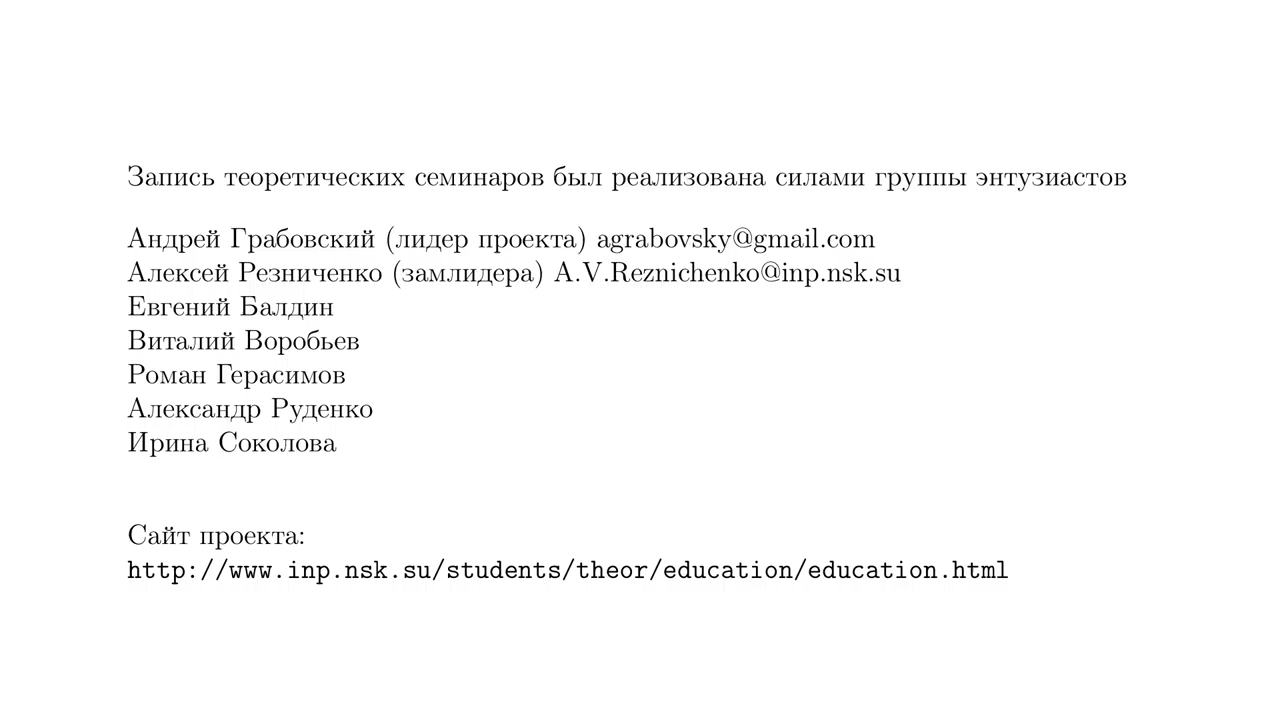 Запись теоретических семинаров был реализована силами группы энтузиастов
Андрей Грабовский (лидер проекта) agrabovsky@gmail.com
Алексей Резниченко (замлидера) A.V.Reznichenko@inp.nsk.su
Евгений Балдин
Виталий Воробьев
Роман Герасимов
Александр Руденко
Ирина Соколова
Сайт проекта:
http://www.inp.nsk.su/students/theor/education/education.html